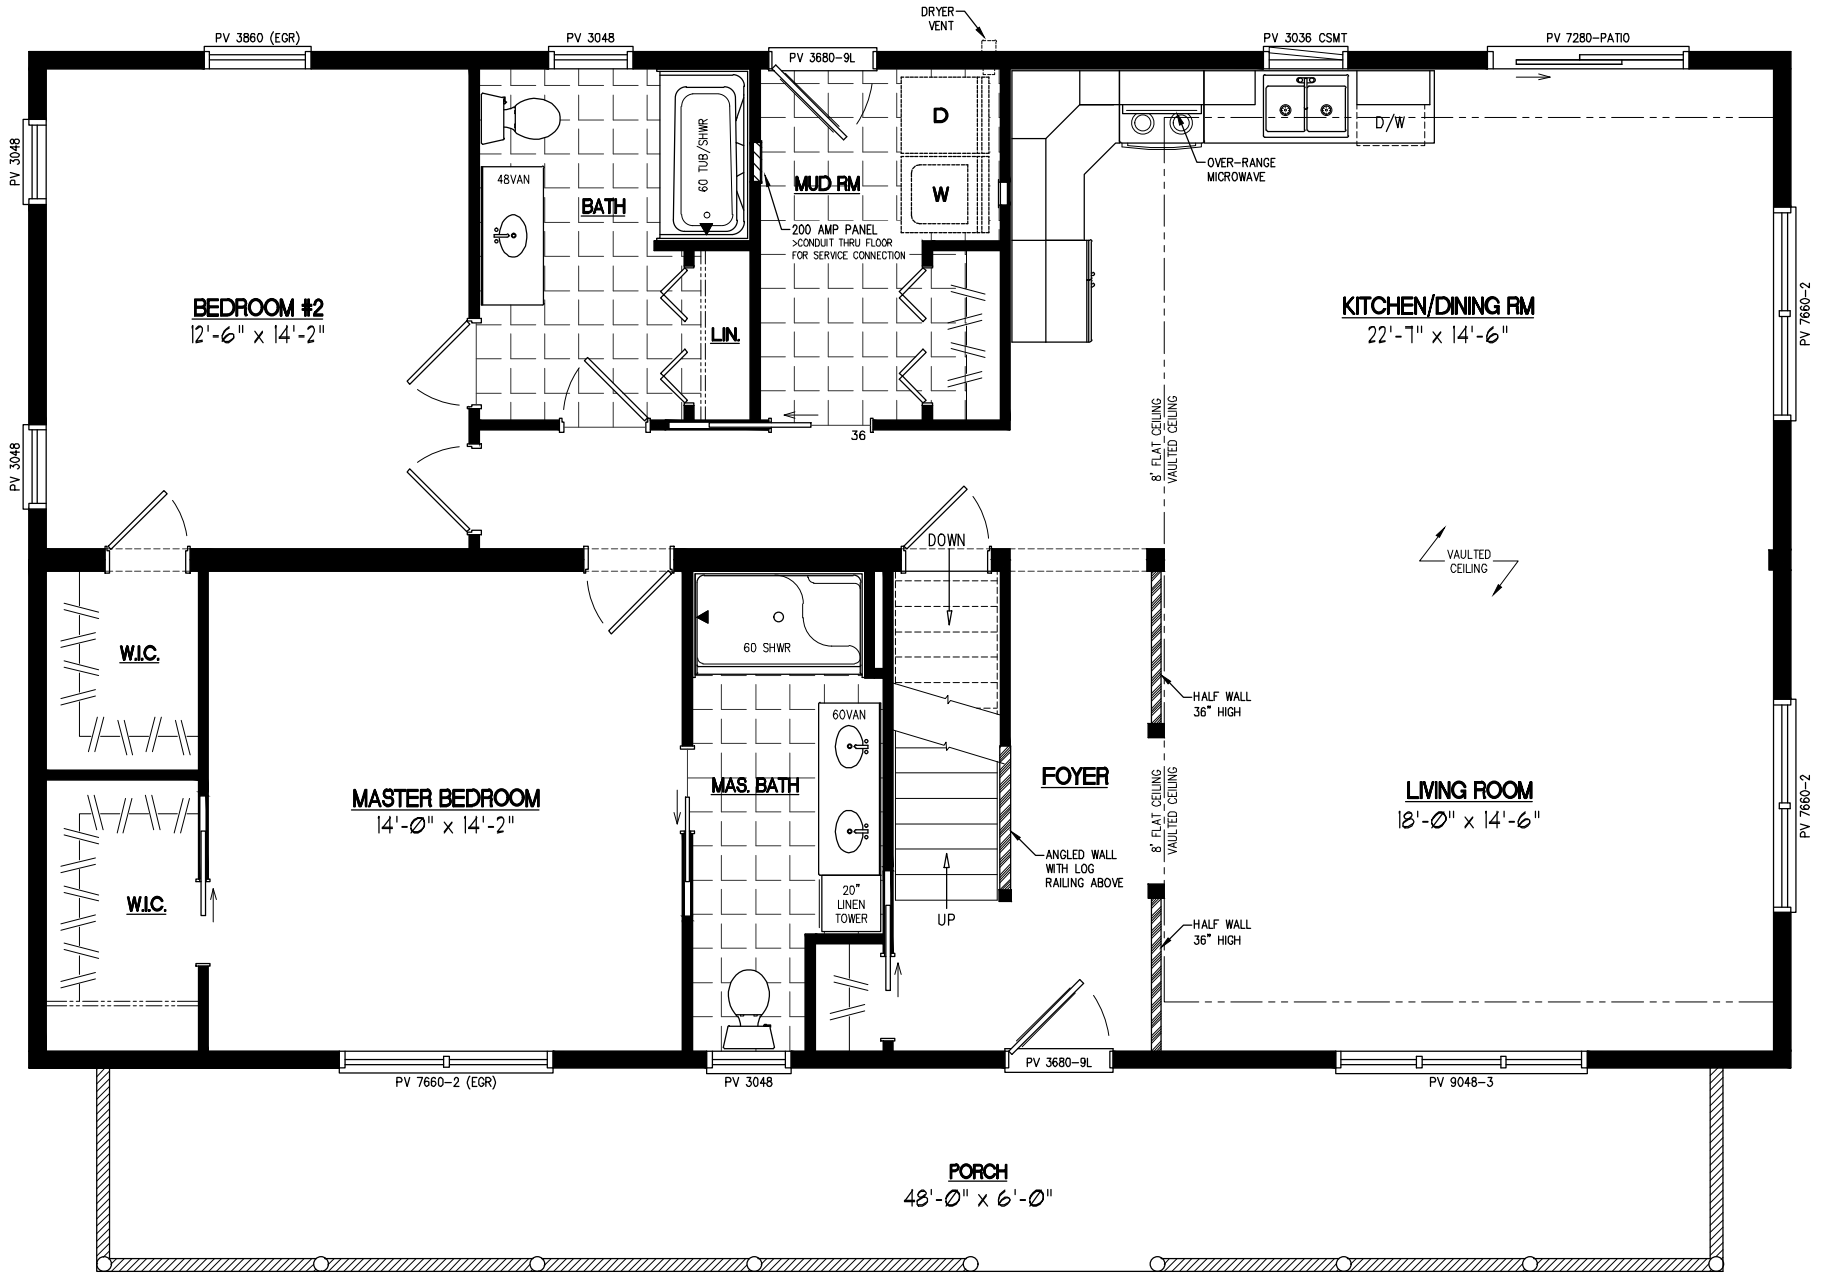 DRYER
VENT
PV 3860 (EGR)
PV 3048
PV 3680-9L
PV 3036 CSMT
PV 7280-PATIO
D
D/W
60 TUB/SHWR
PV 3048
OVER-RANGE
MICROWAVE
48VAN
MUD RM
W
BATH
200 AMP PANEL
>CONDUIT THRU FLOOR
FOR SERVICE CONNECTION
BEDROOM #2
12'-6" x 14'-2"
LIN.
KITCHEN/DINING RM
22'-7" x 14'-6"
PV 7660-2
36
8' FLAT CEILING
VAULTED CEILING
PV 3048
DOWN
VAULTED
CEILING
W.I.C.
60 SHWR
HALF WALL
36" HIGH
60VAN
MASTER BEDROOM
14'-0" x 14'-2"
MAS. BATH
FOYER
LIVING ROOM
18'-0" x 14'-6"
PV 7660-2
8' FLAT CEILING
VAULTED CEILING
ANGLED WALL
WITH LOG
RAILING ABOVE
W.I.C.
20"
LINEN
TOWER
UP
HALF WALL
36" HIGH
PV 7660-2 (EGR)
PV 3048
PV 3680-9L
PV 9048-3
PORCH
48'-0" x 6'-0"